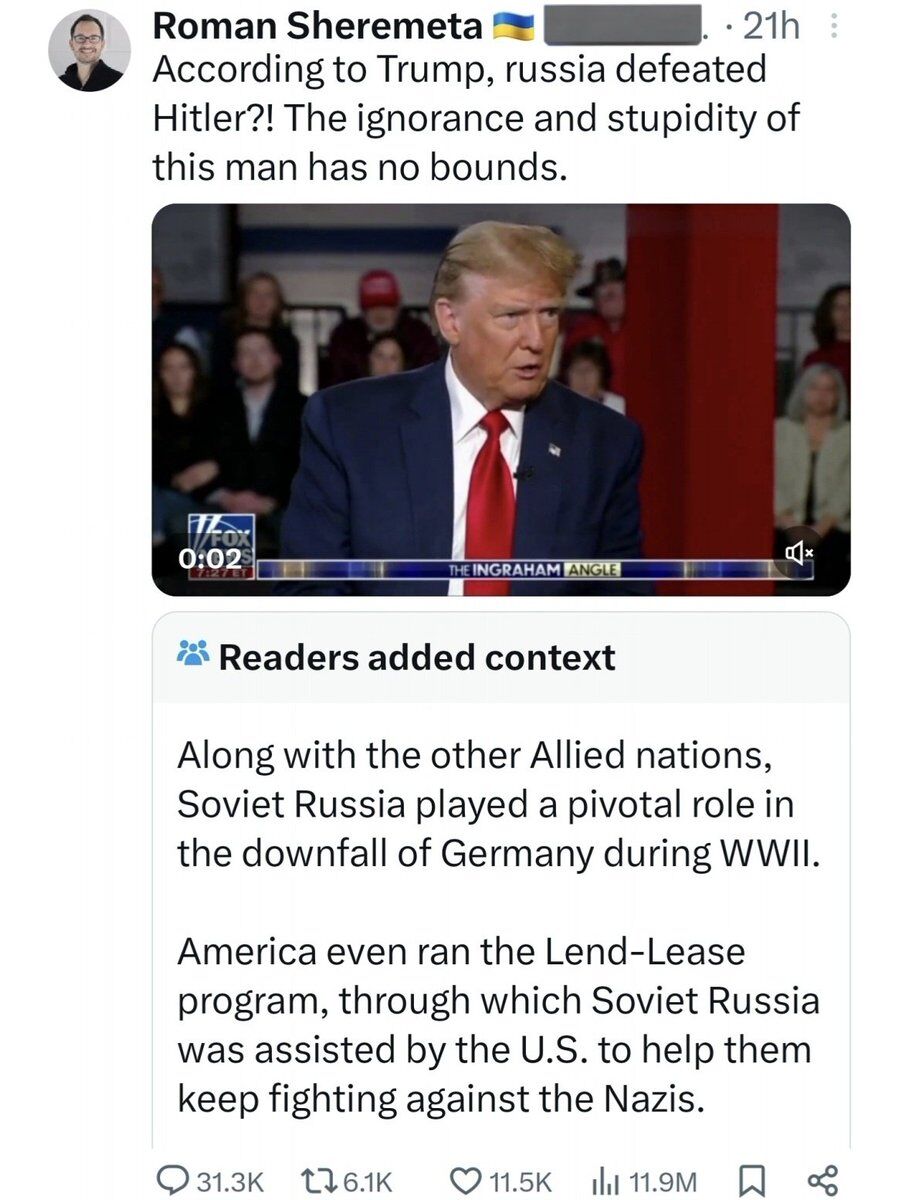 Roman Sheremeta 🇺🇦 . · 21h
According to Trump, russia defeated
Hitler?! The ignorance and stupidity of
this man has no bounds.
FOX
NEWS
0:02
7:27 ET
THE INGRAHAM ANGLE
Readers added context
Along with the other Allied nations,
Soviet Russia played a pivotal role in
the downfall of Germany during WWII.
America even ran the Lend-Lease
program, through which Soviet Russia
was assisted by the U.S. to help them
keep fighting against the Nazis.
31.3K 6.1K 11.5K 11.9M